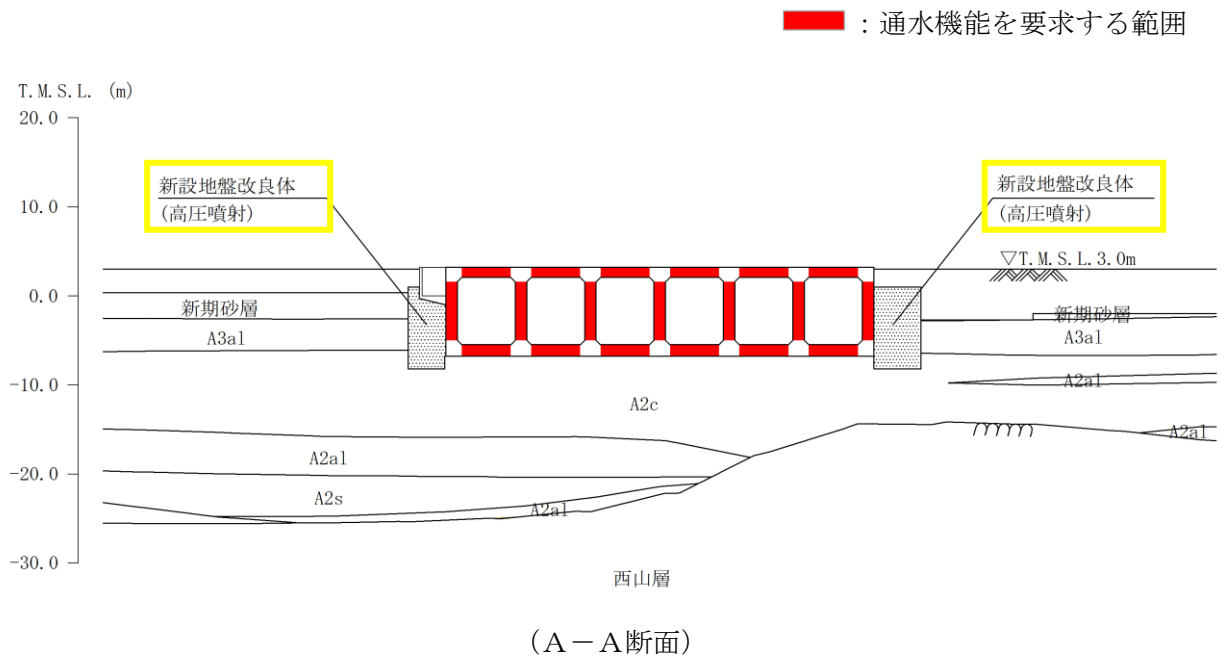 ：通水機能を要求する範囲
T.M.S.L. (m)
20.0
新設地盤改良体
(高圧噴射)
新設地盤改良体
(高圧噴射)
10.0
▽T.M.S.L.3.0m
0.0
新期砂層
新期砂層
A3al
A3al
-10.0
A2al
A2c
A2al
A2al
-20.0
A2s
A2al
-30.0
西山層
(A－A断面)